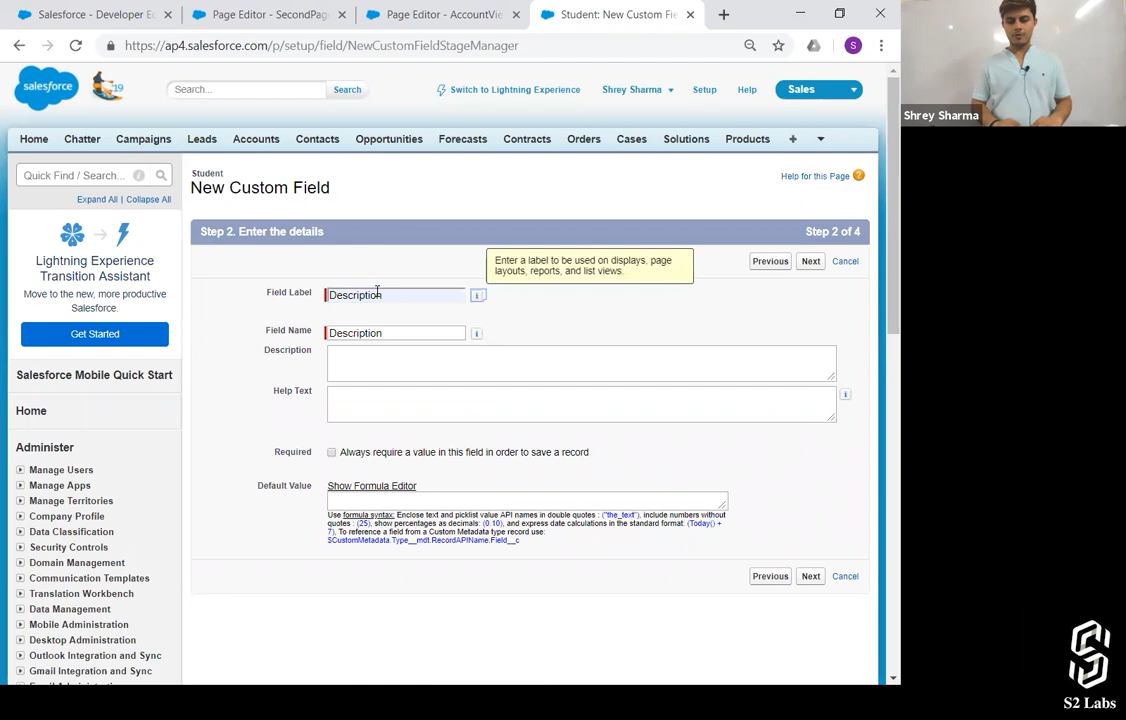 Salesforce - Developer E
Page Editor - SecondPag
Page Editor - AccountVie
Student: New Custom Fiel
https://ap4.salesforce.com/p/setup/field/NewCustomFieldStageManager
S
salesforce
'19
Search...
Search
Switch to Lightning Experience
Shrey Sharma
Setup
Help
Sales
Shrey Sharma
Home
Chatter
Campaigns
Leads
Accounts
Contacts
Opportunities
Forecasts
Contracts
Orders
Cases
Solutions
Products
+
Quick Find / Search...
Expand All | Collapse All
Lightning Experience
Transition Assistant
Move to the new, more productive
Salesforce.
Get Started
Salesforce Mobile Quick Start
Home
Administer
Manage Users
Manage Apps
Manage Territories
Company Profile
Data Classification
Security Controls
Domain Management
Communication Templates
Translation Workbench
Data Management
Mobile Administration
Desktop Administration
Outlook Integration and Sync
Gmail Integration and Sync
Student
New Custom Field
Help for this Page
Step 2. Enter the details
Step 2 of 4
Enter a label to be used on displays, page
layouts, reports, and list views.
Previous
Next
Cancel
Field Label
Description
Field Name
Description
Description
Help Text
Required
Always require a value in this field in order to save a record
Default Value
Show Formula Editor
Use formula syntax: Enclose text and picklist value API names in double quotes : ("the_text"), include numbers without
quotes : (25), show percentages as decimals: (0.10), and express date calculations in the standard format: (Today() +
7), To reference a field from a Custom Metadata type record use:
$CustomMetadata.Type__mdt.RecordAPIName.Field__c
Previous
Next
Cancel
S2 Labs